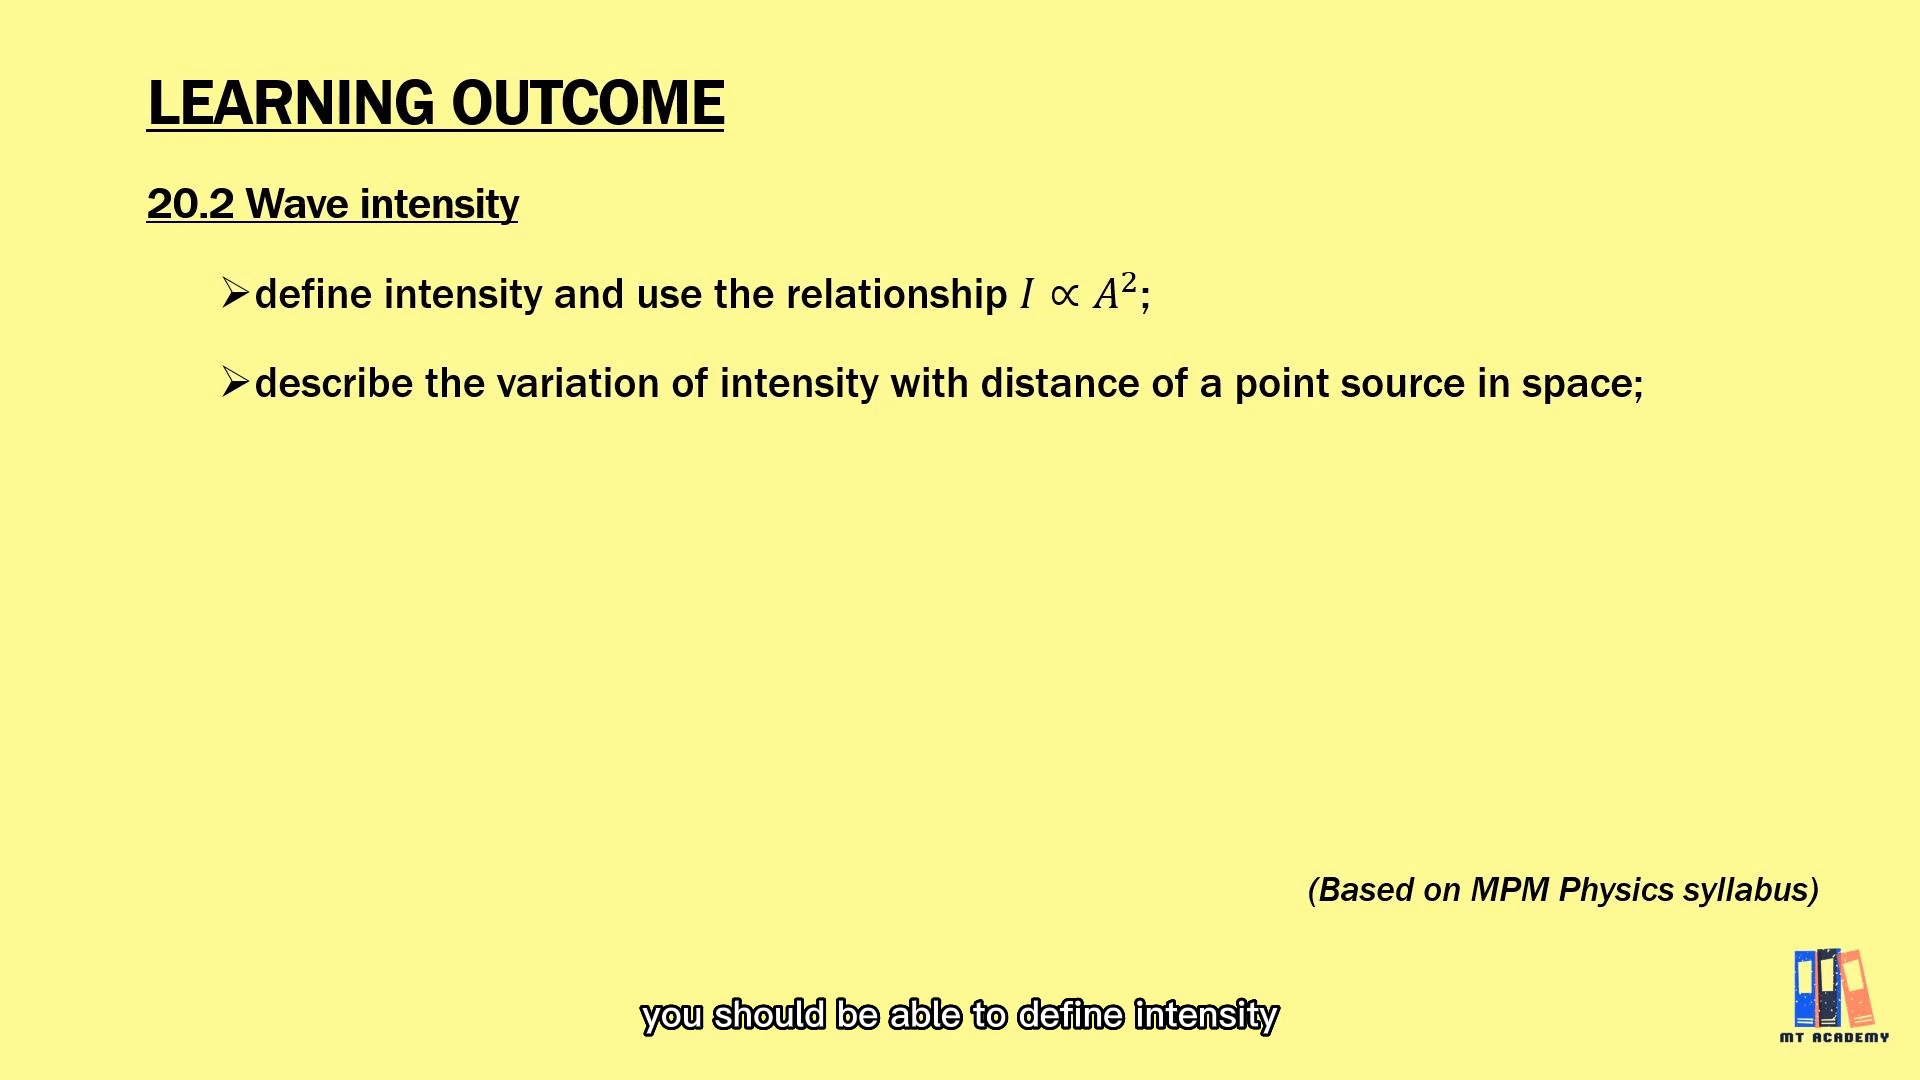 LEARNING OUTCOME
20.2 Wave intensity
➢define intensity and use the relationship I ∝ A²;
➢describe the variation of intensity with distance of a point source in space;
(Based on MPM Physics syllabus)
you should be able to define intensity
MT ACADEMY